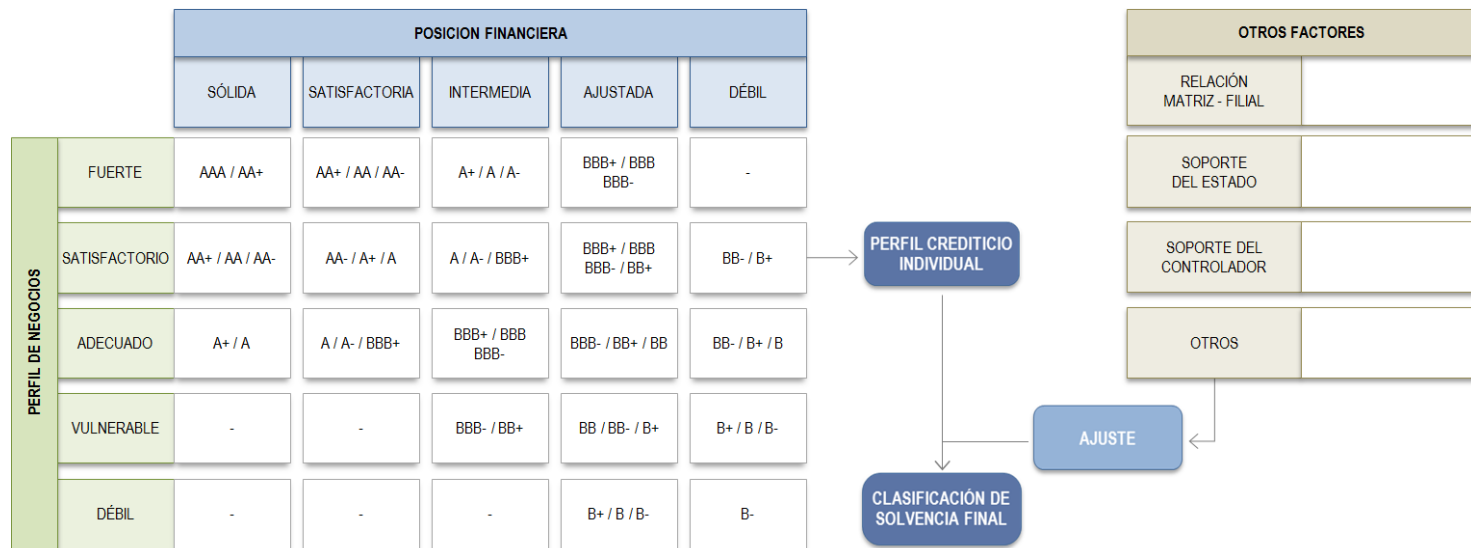 POSICION FINANCIERA
SÓLIDA
SATISFACTORIA
INTERMEDIA
AJUSTADA
DÉBIL
PERFIL DE NEGOCIOS
FUERTE
AAA / AA+
AA+ / AA / AA-
A+ / A / A-
BBB+ / BBB
BBB-
-
SATISFACTORIO
AA+ / AA / AA-
AA- / A+ / A
A / A- / BBB+
BBB+ / BBB
BBB- / BB+
BB- / B+
ADECUADO
A+ / A
A / A- / BBB+
BBB+ / BBB
BBB-
BBB- / BB+ / BB
BB- / B+ / B
VULNERABLE
-
-
BBB- / BB+
BB / BB- / B+
B+ / B / B-
DÉBIL
-
-
-
B+ / B / B-
B-
PERFIL CREDITICIO
INDIVIDUAL
CLASIFICACIÓN DE
SOLVENCIA FINAL
AJUSTE
OTROS FACTORES
RELACIÓN
MATRIZ - FILIAL
SOPORTE
DEL ESTADO
SOPORTE DEL
CONTROLADOR
OTROS